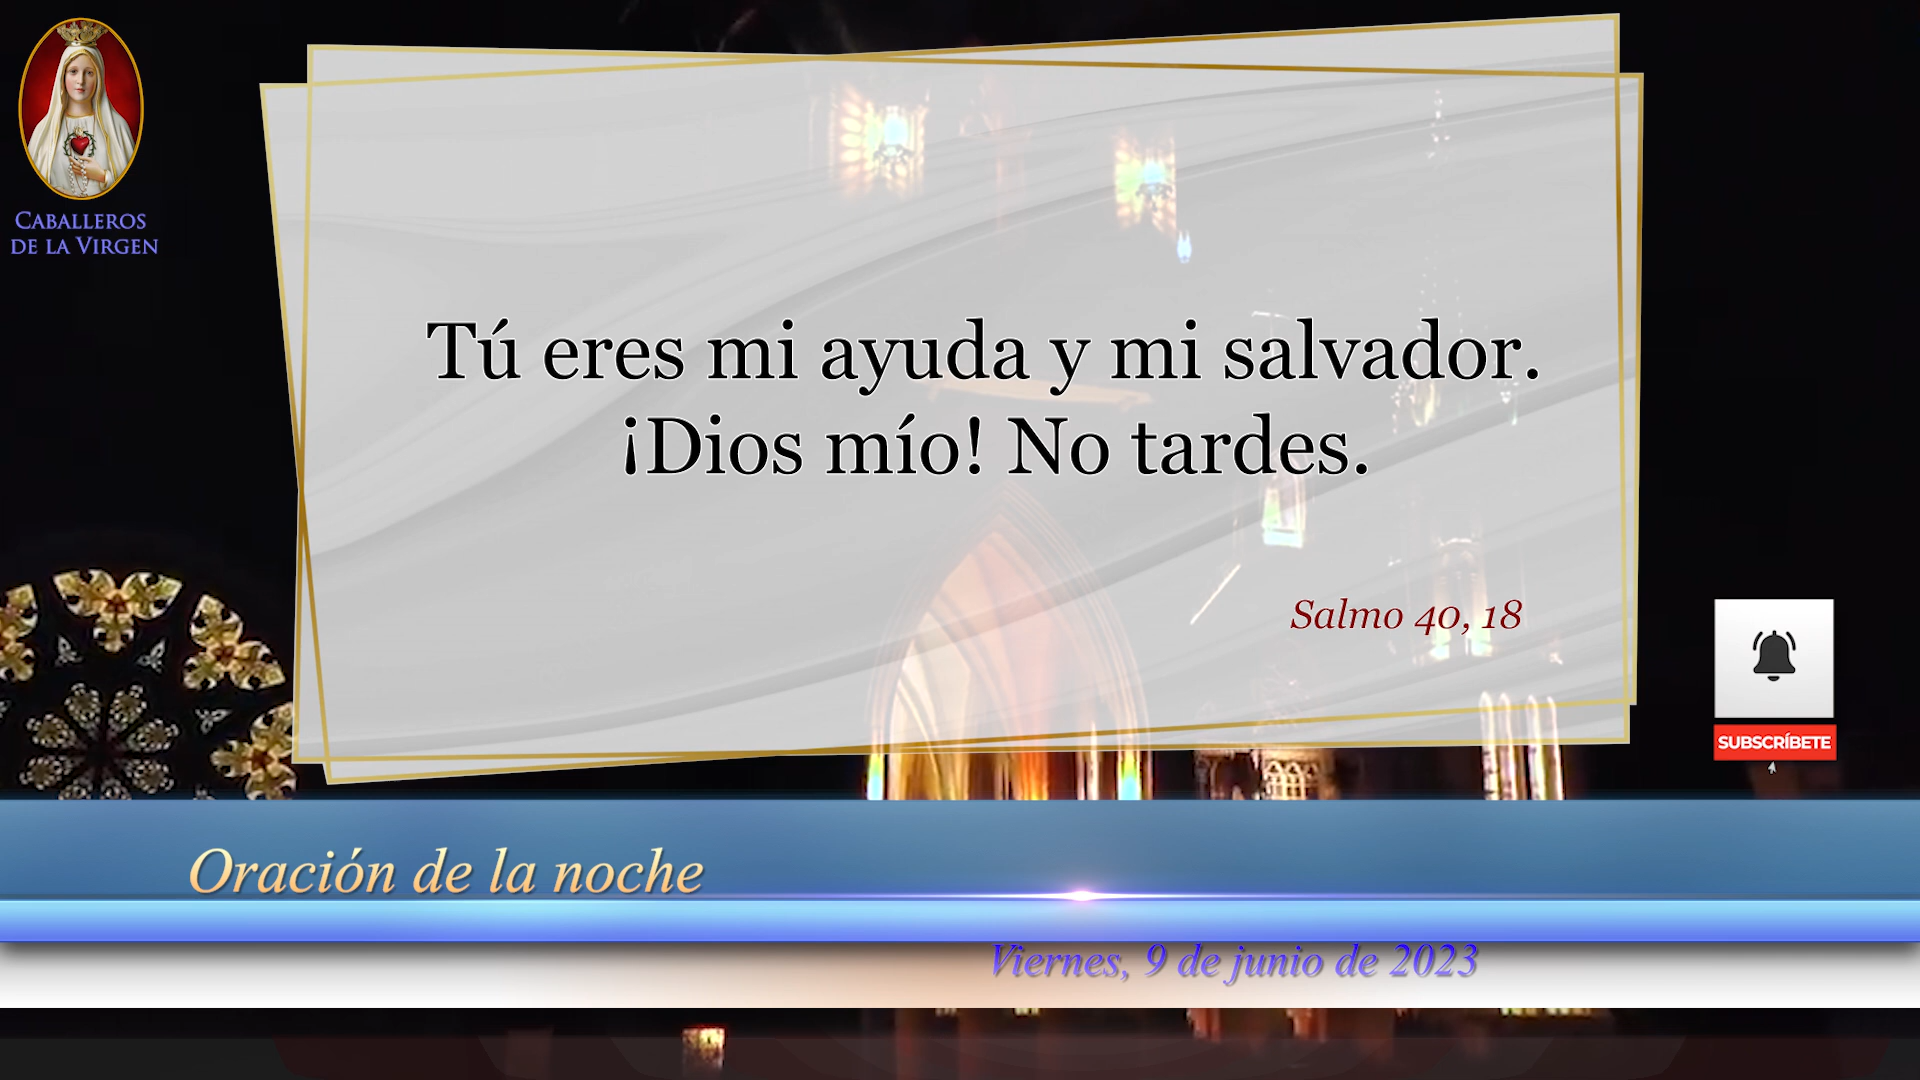 CABALLEROS
DE LA VIRGEN
Tú eres mi ayuda y mi salvador.
¡Dios mío! No tardes.
Salmo 40, 18
SUBSCRÍBETE
Oración de la noche
Viernes, 9 de junio de 2023